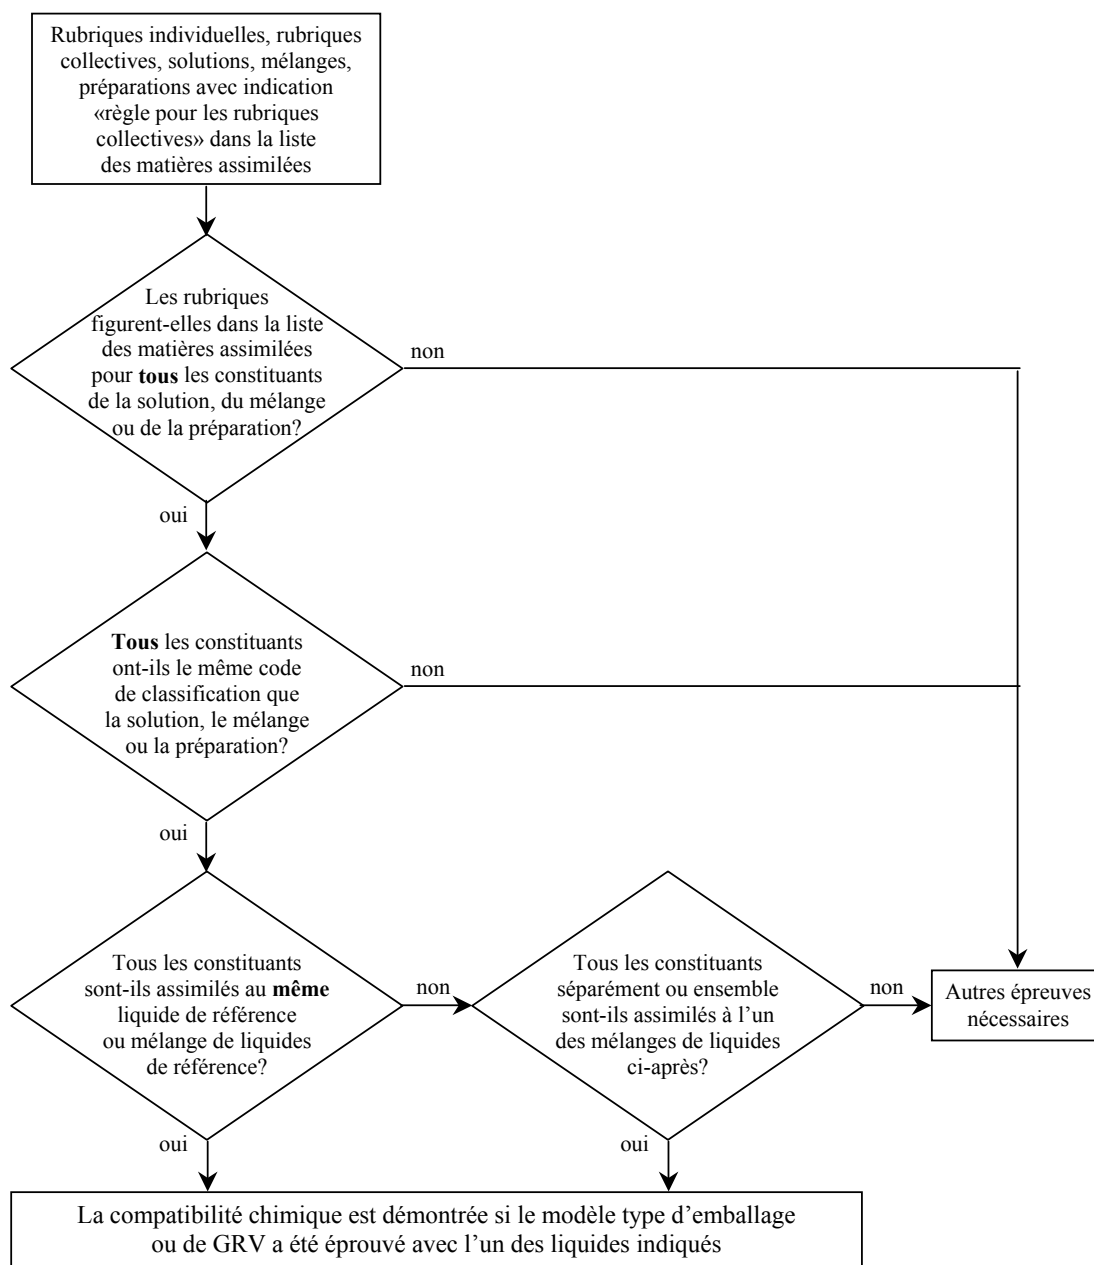 Rubriques individuelles, rubriques
collectives, solutions, mélanges,
préparations avec indication
«règle pour les rubriques
collectives» dans la liste
des matières assimilées
Les rubriques
figurent-elles dans la liste
des matières assimilées
pour tous les constituants
de la solution, du mélange
ou de la préparation?
non
oui
Tous les constituants
ont-ils le même code
de classification que
la solution, le mélange
ou la préparation?
non
oui
Tous les constituants
sont-ils assimilés au même
liquide de référence
ou mélange de liquides
de référence?
non
Tous les constituants
séparément ou ensemble
sont-ils assimilés à l’un
des mélanges de liquides
ci-après?
non
Autres épreuves
nécessaires
oui
oui
La compatibilité chimique est démontrée si le modèle type d’emballage
ou de GRV a été éprouvé avec l’un des liquides indiqués